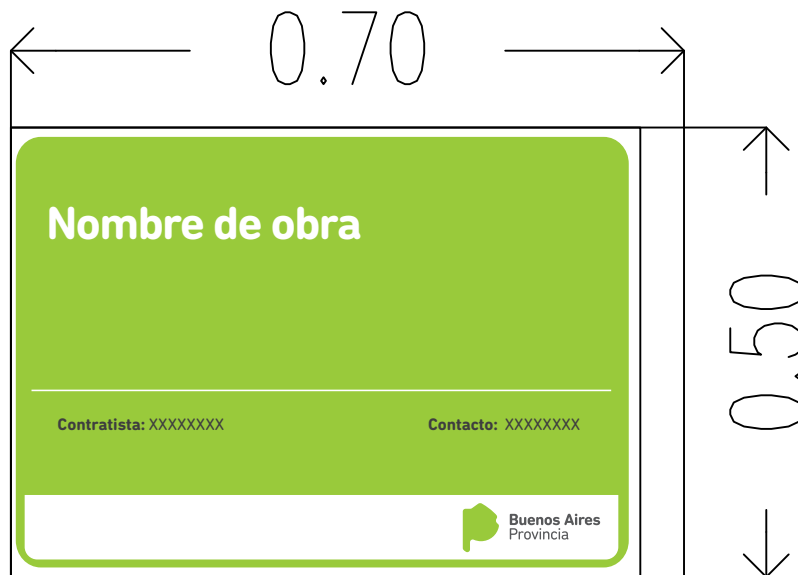 0.70
Nombre de obra
0.50
Contratista: XXXXXXXX
Contacto: XXXXXXXX
Buenos Aires
Provincia